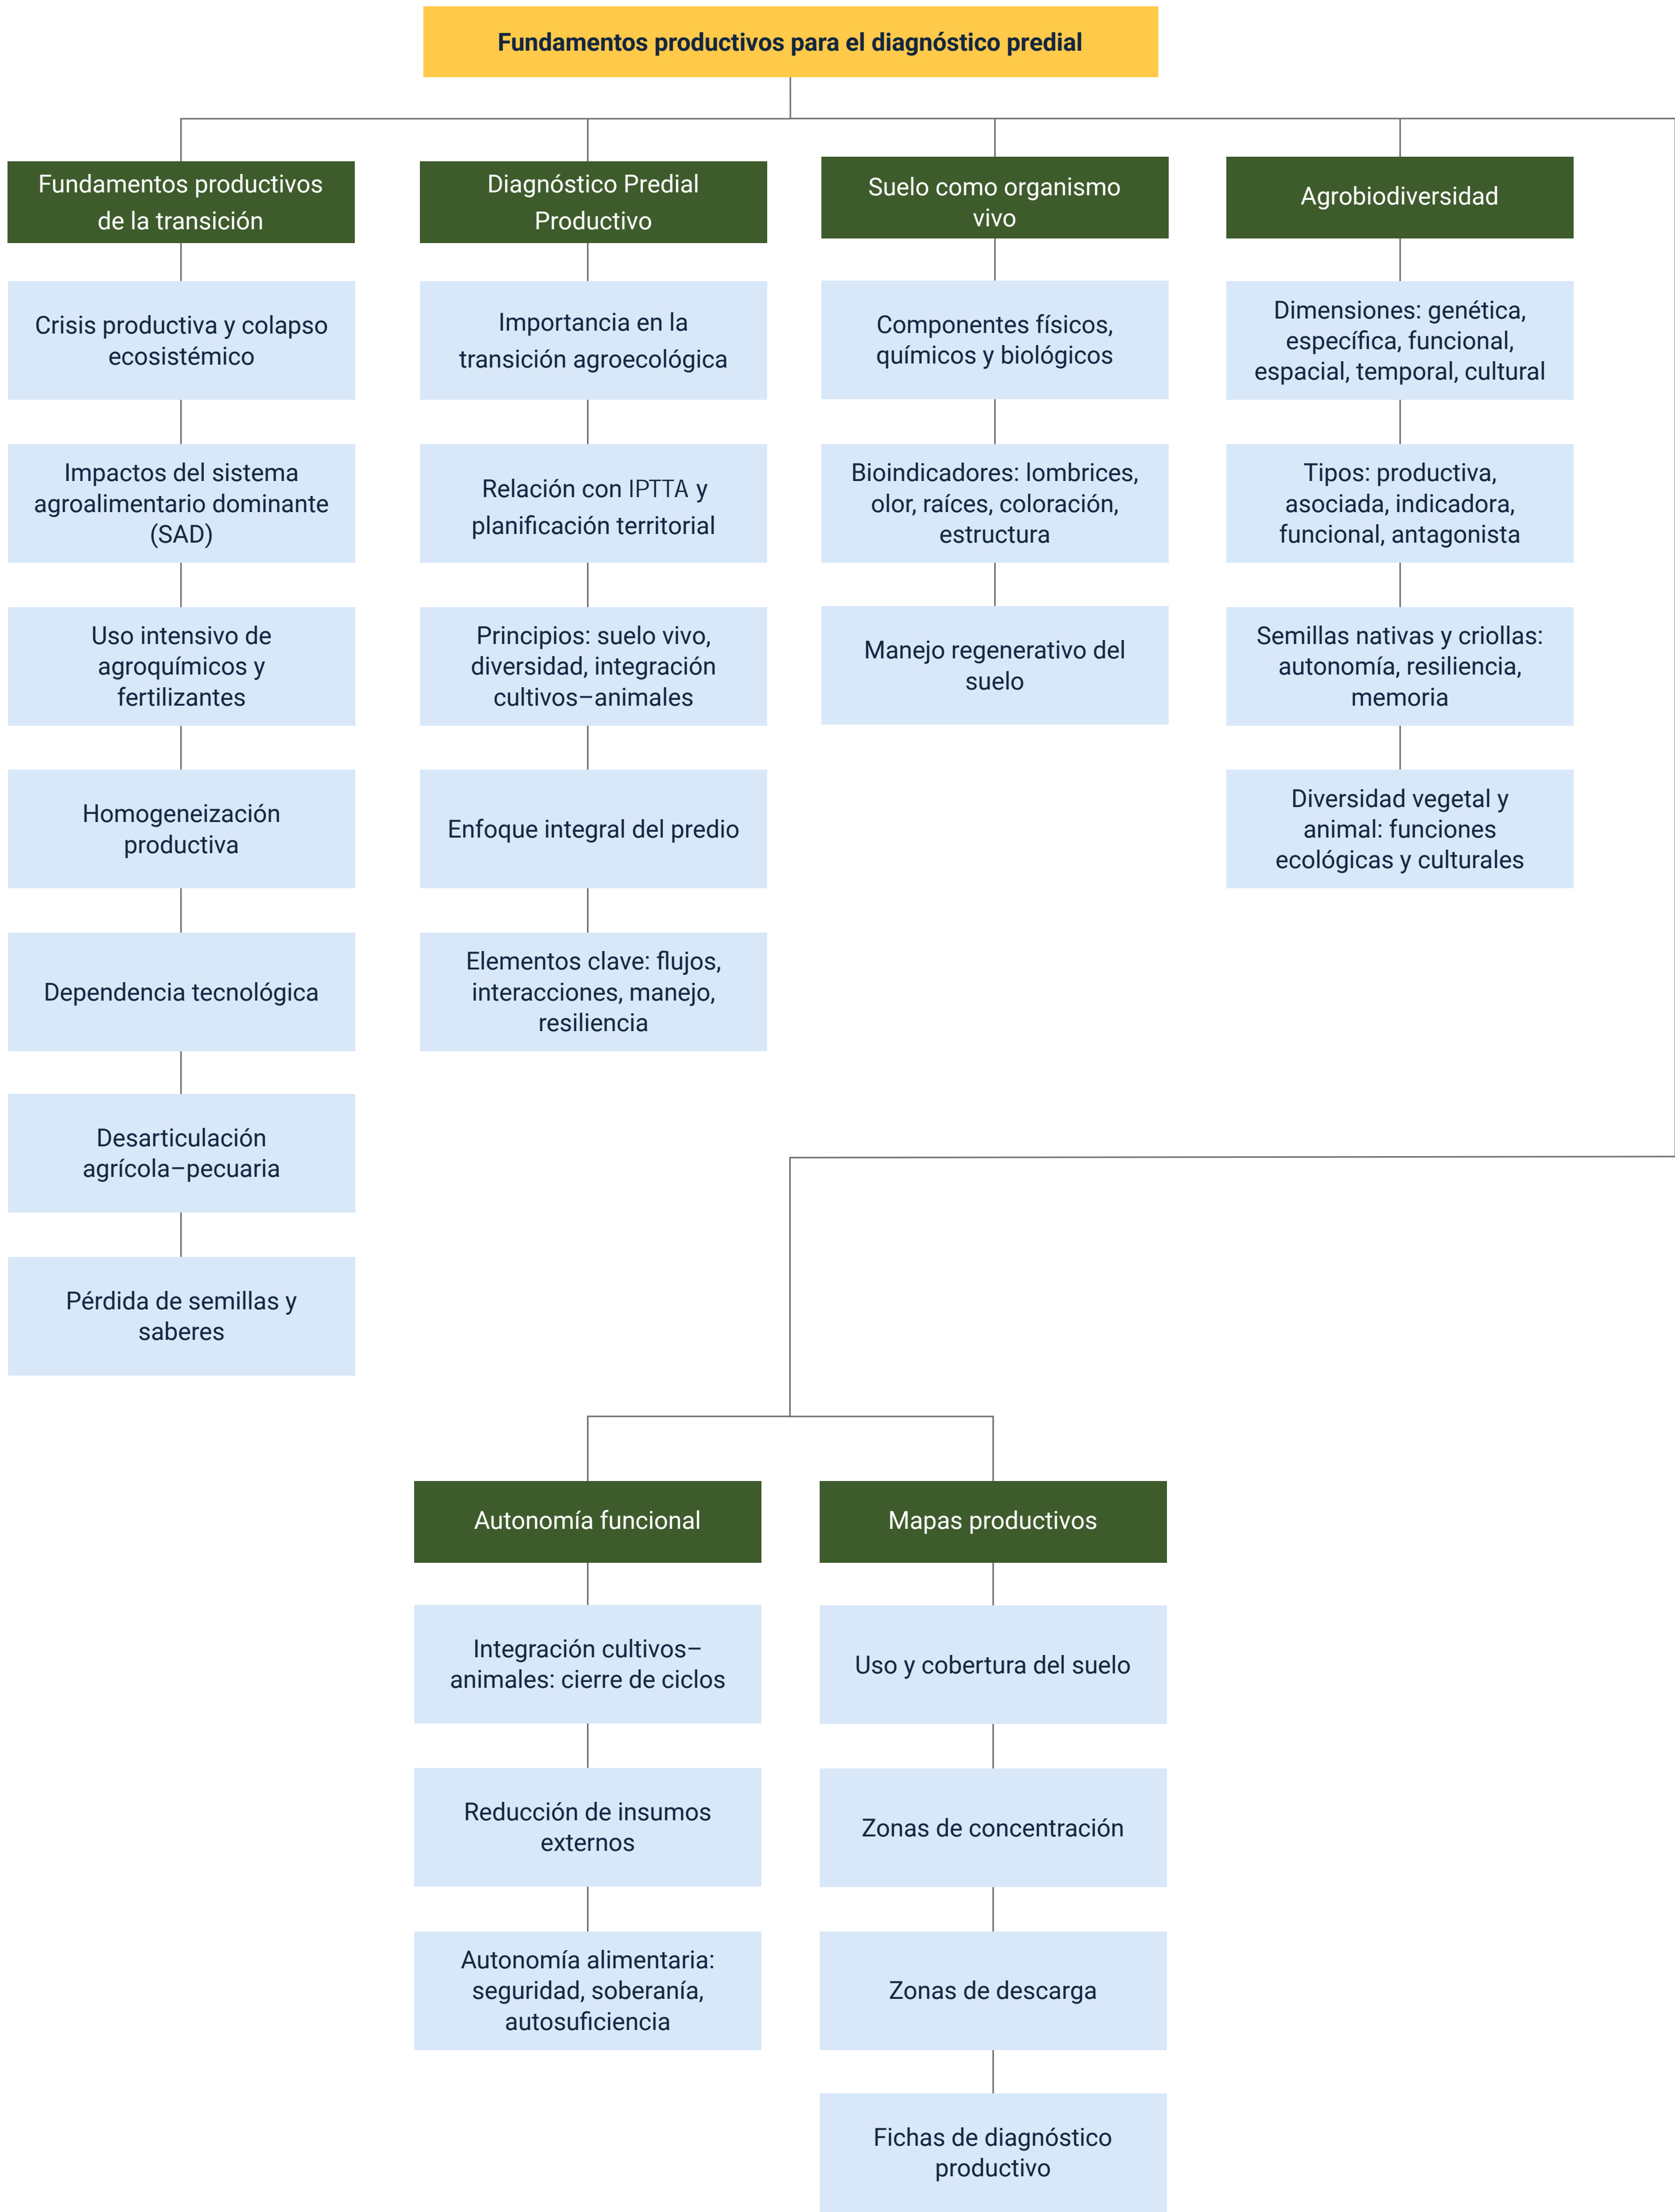 Fundamentos productivos para el diagnóstico predial
Fundamentos productivos
de la transición
Crisis productiva y colapso
ecosistémico
Impactos del sistema
agroalimentario dominante
(SAD)
Uso intensivo de
agroquímicos y
fertilizantes
Homogeneización
productiva
Dependencia tecnológica
Desarticulación
agrícola–pecuaria
Pérdida de semillas y
saberes
Diagnóstico Predial
Productivo
Importancia en la
transición agroecológica
Relación con IPTTA y
planificación territorial
Principios: suelo vivo,
diversidad, integración
cultivos–animales
Enfoque integral del predio
Elementos clave: flujos,
interacciones, manejo,
resiliencia
Suelo como organismo
vivo
Componentes físicos,
químicos y biológicos
Bioindicadores: lombrices,
olor, raíces, coloración,
estructura
Manejo regenerativo del
suelo
Agrobiodiversidad
Dimensiones: genética,
específica, funcional,
espacial, temporal, cultural
Tipos: productiva,
asociada, indicadora,
funcional, antagonista
Semillas nativas y criollas:
autonomía, resiliencia,
memoria
Diversidad vegetal y
animal: funciones
ecológicas y culturales
Autonomía funcional
Integración cultivos–
animales: cierre de ciclos
Reducción de insumos
externos
Autonomía alimentaria:
seguridad, soberanía,
autosuficiencia
Mapas productivos
Uso y cobertura del suelo
Zonas de concentración
Zonas de descarga
Fichas de diagnóstico
productivo